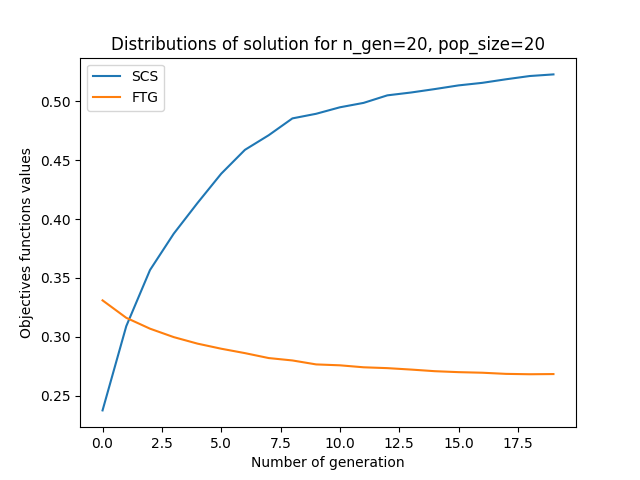 Distributions of solution for n_gen=20, pop_size=20
SCS
FTG
Objectives functions values
0.50
0.45
0.40
0.35
0.30
0.25
0.0 2.5 5.0 7.5 10.0 12.5 15.0 17.5
Number of generation